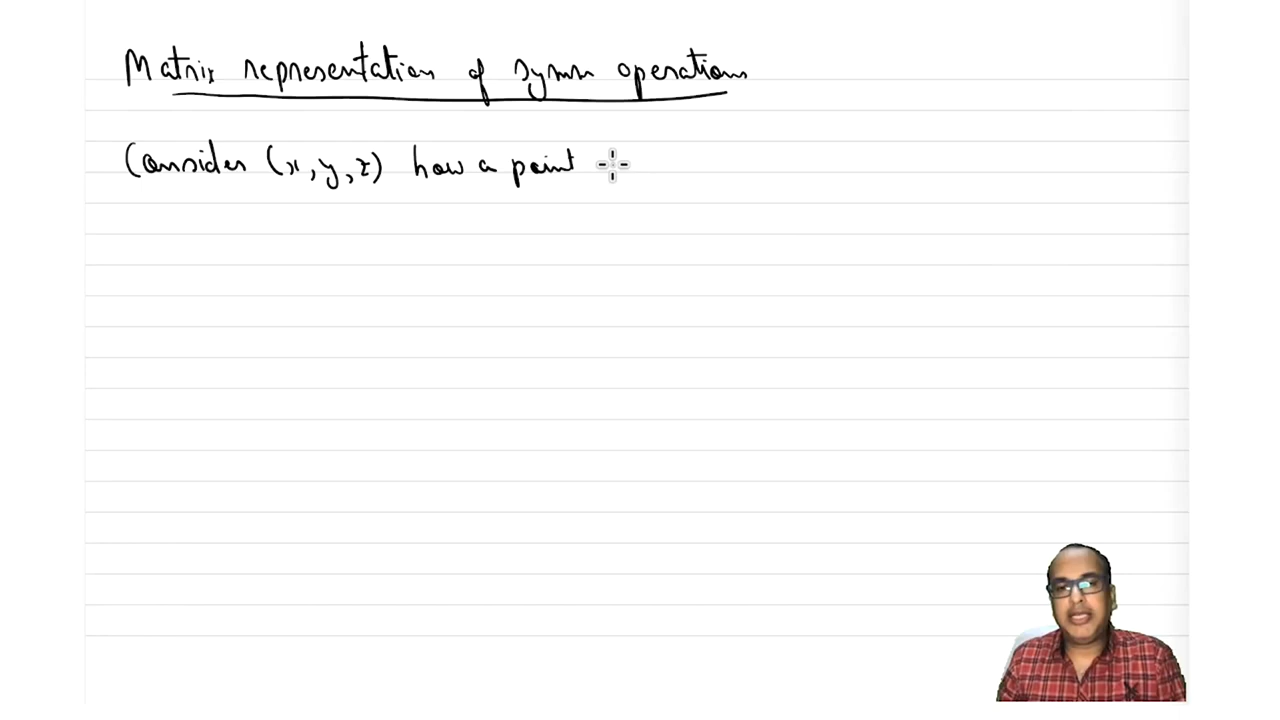 Matrix representation of symm operations
Consider (x, y, z) how a point